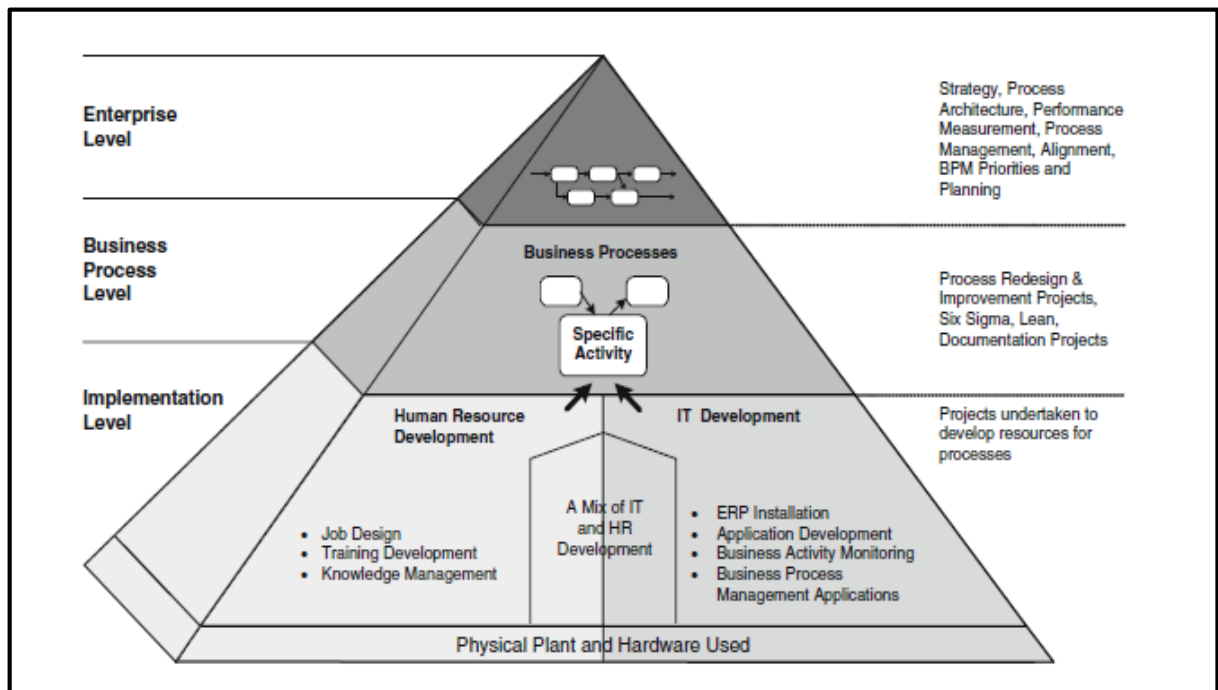 Enterprise
Level
Strategy, Process
Architecture, Performance
Measurement, Process
Management, Alignment,
BPM Priorities and
Planning
Business
Process
Level
Business Processes
Specific
Activity
Process Redesign &
Improvement Projects,
Six Sigma, Lean,
Documentation Projects
Implementation
Level
Human Resource
Development
IT Development
Projects undertaken to
develop resources for
processes
• Job Design
• Training Development
• Knowledge Management
A Mix of IT
and HR
Development
• ERP Installation
• Application Development
• Business Activity Monitoring
• Business Process
Management Applications
Physical Plant and Hardware Used